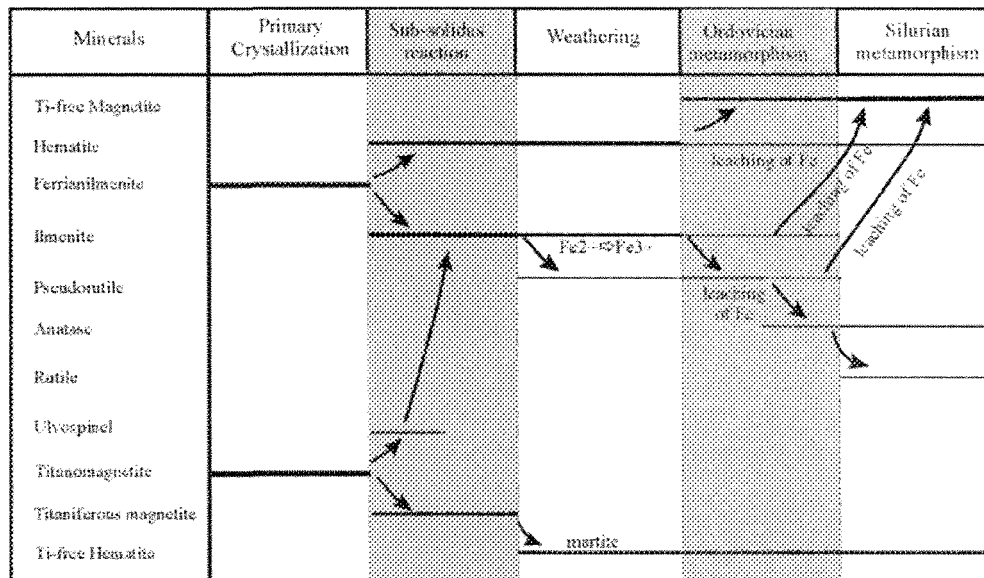 Minerals
Primary
Crystallization
Sub-solidus
reaction
Weathering
Ordovician
metamorphism
Silurian
metamorphism
Ti-free Magnetite
Hematite
leaching of Fe
Ferrianilmenite
Ilmenite
Fe2+⇨Fe3+
leaching of Fe
leaching of Fe
Pseudorutile
leaching
of Fe
Anatase
Rutile
Ulvospinel
Titanomagnetite
Titaniferous magnetite
martite
Ti-free Hematite